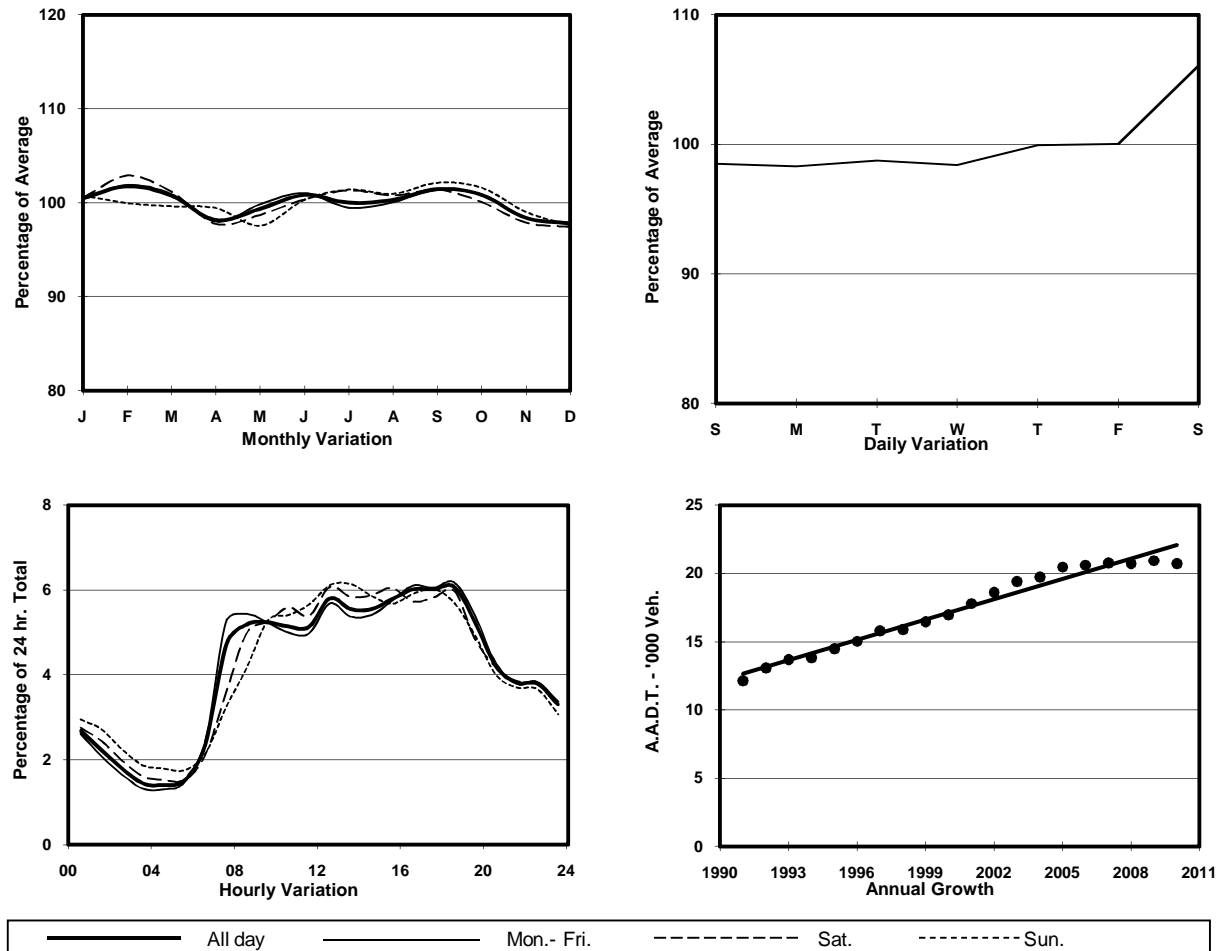 120
110
100
90
80
Percentage of Average
J F M A M J J A S O N D
Monthly Variation
110
100
90
80
Percentage of Average
S M T W T F S
Daily Variation
8
6
4
2
0
Percentage of 24 hr. Total
00 04 08 12 16 20 24
Hourly Variation
25
20
15
10
5
0
A.A.D.T. - '000 Veh.
1990 1993 1996 1999 2002 2005 2008 2011
Annual Growth
All day Mon.- Fri. Sat. Sun.